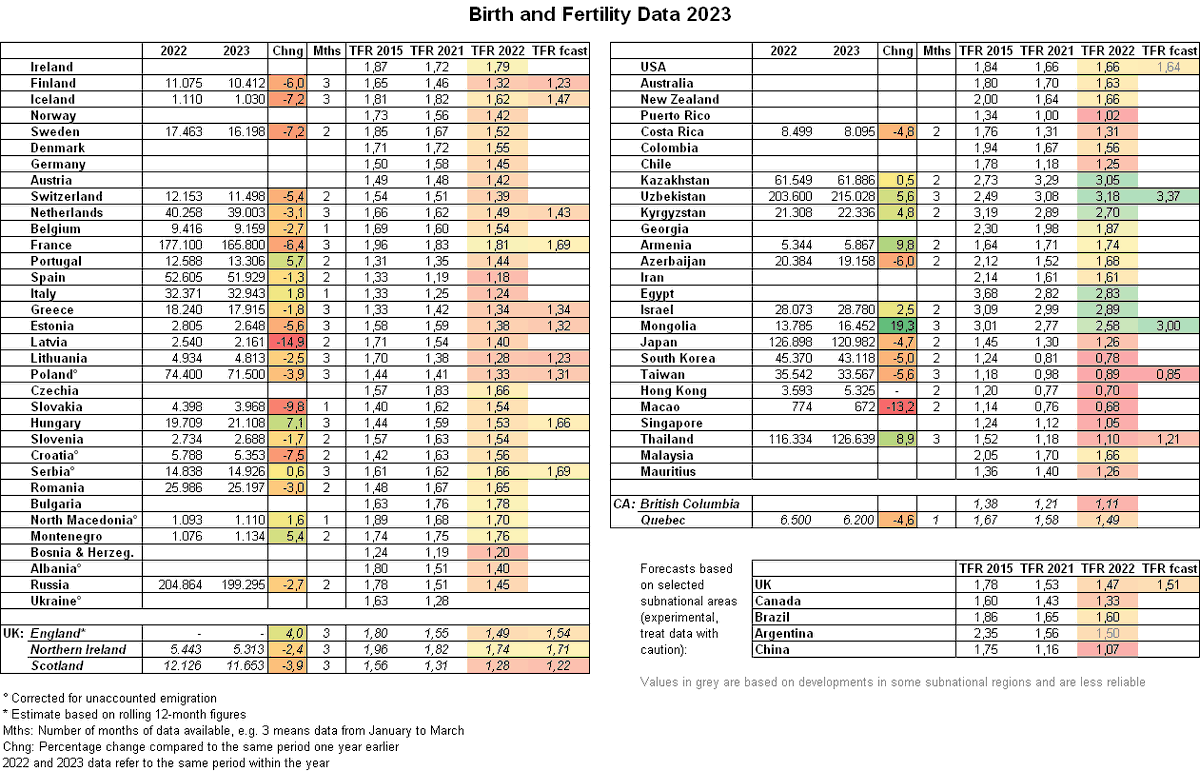 Birth and Fertility Data 2023
2022 2023 Chng Mths TFR 2015 TFR 2021 TFR 2022 TFR fcast
Ireland 1,87 1,72 1,79
Finland 11.075 10.412 -6,0 3 1,65 1,46 1,32 1,23
Iceland 1.110 1.030 -7,2 3 1,81 1,82 1,62 1,47
Norway 1,73 1,56 1,42
Sweden 17.463 16.198 -7,2 2 1,85 1,67 1,52
Denmark 1,71 1,72 1,55
Germany 1,50 1,58 1,45
Austria 1,49 1,48 1,42
Switzerland 12.153 11.498 -5,4 2 1,54 1,51 1,39
Netherlands 40.258 39.003 -3,1 3 1,66 1,62 1,49 1,43
Belgium 9.416 9.159 -2,7 1 1,69 1,60 1,54
France 177.100 165.800 -6,4 3 1,96 1,83 1,81 1,69
Portugal 12.588 13.306 5,7 2 1,31 1,35 1,44
Spain 52.605 51.929 -1,3 2 1,33 1,19 1,18
Italy 32.371 32.943 1,8 1 1,33 1,25 1,24
Greece 18.240 17.915 -1,8 3 1,33 1,42 1,34 1,34
Estonia 2.805 2.648 -5,6 3 1,58 1,59 1,38 1,32
Latvia 2.540 2.161 -14,9 2 1,71 1,54 1,40
Lithuania 4.934 4.813 -2,5 3 1,70 1,38 1,28 1,23
Poland° 74.400 71.500 -3,9 3 1,44 1,41 1,33 1,31
Czechia 1,57 1,83 1,66
Slovakia 4.398 3.968 -9,8 1 1,40 1,62 1,54
Hungary 19.709 21.108 7,1 3 1,44 1,59 1,53 1,66
Slovenia 2.734 2.688 -1,7 2 1,57 1,63 1,54
Croatia° 5.788 5.353 -7,5 2 1,42 1,63 1,56
Serbia° 14.838 14.926 0,6 3 1,61 1,62 1,66 1,69
Romania 25.986 25.197 -3,0 2 1,48 1,67 1,65
Bulgaria 1,63 1,76 1,78
North Macedonia° 1.093 1.110 1,6 1 1,89 1,68 1,70
Montenegro 1.076 1.134 5,4 2 1,74 1,75 1,76
Bosnia & Herzeg. 1,24 1,19 1,20
Albania° 1,80 1,51 1,40
Russia 204.864 199.295 -2,7 2 1,78 1,51 1,45
Ukraine° 1,63 1,28
UK: England* - - 4,0 3 1,80 1,55 1,49 1,54
Northern Ireland 5.443 5.313 -2,4 3 1,96 1,82 1,74 1,71
Scotland 12.126 11.653 -3,9 3 1,56 1,31 1,28 1,22
° Corrected for unaccounted emigration
* Estimate based on rolling 12-month figures
Mths: Number of months of data available, e.g. 3 means data from January to March
Chng: Percentage change compared to the same period one year earlier
2022 and 2023 data refer to the same period within the year
2022 2023 Chng Mths TFR 2015 TFR 2021 TFR 2022 TFR fcast
USA 1,84 1,66 1,66 1,64
Australia 1,80 1,70 1,63
New Zealand 2,00 1,64 1,66
Puerto Rico 1,34 1,00 1,02
Costa Rica 8.499 8.095 -4,8 2 1,76 1,31 1,31
Colombia 1,94 1,67 1,56
Chile 1,78 1,18 1,25
Kazakhstan 61.549 61.886 0,5 2 2,73 3,29 3,05
Uzbekistan 203.600 215.028 5,6 3 2,49 3,08 3,18 3,37
Kyrgyzstan 21.308 22.336 4,8 2 3,19 2,89 2,70
Georgia 2,30 1,98 1,87
Armenia 5.344 5.867 9,8 2 1,64 1,71 1,74
Azerbaijan 20.384 19.158 -6,0 2 2,12 1,52 1,68
Iran 2,14 1,61 1,61
Egypt 3,68 2,82 2,83
Israel 28.073 28.780 2,5 2 3,09 2,99 2,89
Mongolia 13.785 16.452 19,3 3 3,01 2,77 2,58 3,00
Japan 126.898 120.982 -4,7 2 1,45 1,30 1,26
South Korea 45.370 43.118 -5,0 2 1,24 0,81 0,78
Taiwan 35.542 33.567 -5,6 3 1,18 0,98 0,89 0,85
Hong Kong 3.593 5.325 - 2 1,20 0,77 0,70
Macao 774 672 -13,2 2 1,14 0,76 0,68
Singapore 1,24 1,12 1,05
Thailand 116.334 126.639 8,9 3 1,52 1,18 1,10 1,21
Malaysia 2,05 1,70 1,66
Mauritius 1,36 1,40 1,26
CA: British Columbia 1,38 1,21 1,11
Quebec 6.500 6.200 -4,6 1 1,67 1,58 1,49
Forecasts based
on selected
subnational areas
(experimental,
treat data with
caution):
TFR 2015 TFR 2021 TFR 2022 TFR fcast
UK 1,78 1,53 1,47 1,51
Canada 1,60 1,43 1,33
Brazil 1,86 1,65 1,60
Argentina 2,35 1,56 1,50
China 1,75 1,16 1,07
Values in grey are based on developments in some subnational regions and are less reliable